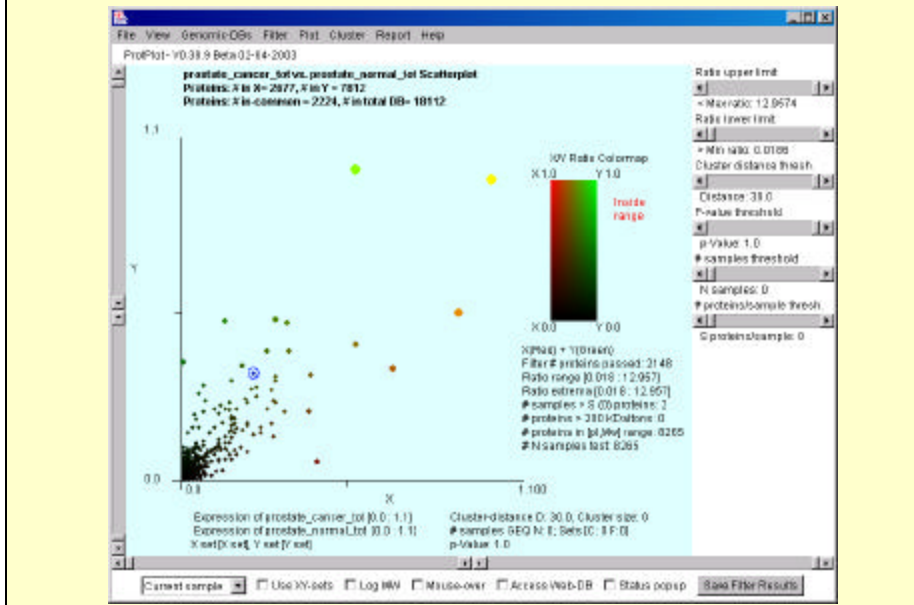 File View Genomic-DBs Filter Plot Cluster Report Help
ProtPlot - V0.38.9 Beta 02-04-2003
prostate_cancer_tot vs. prostate_normal_tot Scatterplot
Proteins: # in X= 2677, # in Y = 7812
Proteins: # in-common = 2224, # in total DB= 18112
1.1
Y
0.0
0.0
X
1.100
X/Y Ratio Colormap
X 1.0 Y 1.0
Inside
range
X 0.0 Y 0.0
X(Red) + Y(Green)
Filter # proteins passed: 2148
Ratio range [0.018 : 12.957]
Ratio extrema [0.018 : 12.957]
# samples > S (0) proteins: 2
# proteins > 200 kDaltons: 0
# proteins in [pI,Mw] range: 8265
# N samples test: 8265
Expression of prostate_cancer_tot [0.0 : 1.1]
Expression of prostate_normal_tot [0.0 : 1.1]
X set[X set], Y set [Y set]
Cluster-distance D: 30.0, Cluster size: 0
# samples GEQ N: 0; Sets[C: 0 F:0]
p-Value: 1.0
Ratio upper limit
< Max ratio: 12.9574
Ratio lower limit
> Min ratio: 0.0186
Cluster distance thresh.
Distance: 30.0
P-value threshold
p-Value: 1.0
# samples threshold
N samples: 0
# proteins/sample thresh.
S proteins/sample: 0
Current sample Use XY-sets Log MW Mouse-over Access Web-DB Status popup Save Filter Results